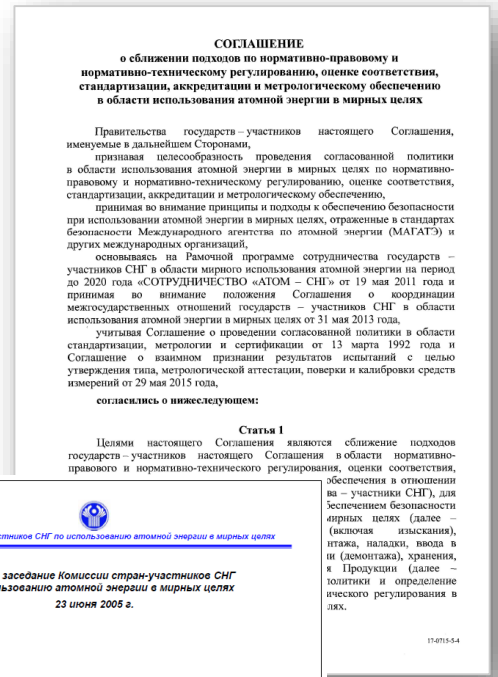 СОГЛАШЕНИЕ
о сближении подходов по нормативно-правовому и
нормативно-техническому регулированию, оценке соответствия,
стандартизации, аккредитации и метрологическому обеспечению
в области использования атомной энергии в мирных целях
Правительства государств – участников настоящего Соглашения,
именуемые в дальнейшем Сторонами,
признавая целесообразность проведения согласованной политики
в области использования атомной энергии в мирных целях по нормативно-
правовому и нормативно-техническому регулированию, оценке соответствия,
стандартизации, аккредитации и метрологическому обеспечению,
принимая во внимание принципы и подходы к обеспечению безопасности
при использовании атомной энергии в мирных целях, отраженные в стандартах
безопасности Международного агентства по атомной энергии (МАГАТЭ) и
других международных организаций,
основываясь на Рамочной программе сотрудничества государств –
участников СНГ в области мирного использования атомной энергии на период
до 2020 года «СОТРУДНИЧЕСТВО «АТОМ – СНГ» от 19 мая 2011 года и
принимая во внимание положения Соглашения о координации
межгосударственных отношений государств – участников СНГ в области
использования атомной энергии в мирных целях от 31 мая 2013 года,
учитывая Соглашение о проведении согласованной политики в области
стандартизации, метрологии и сертификации от 13 марта 1992 года и
Соглашение о взаимном признании результатов испытаний с целью
утверждения типа, метрологической аттестации, поверки и калибровки средств
измерений от 29 мая 2015 года,
согласились о нижеследующем:
Статья 1
Целями настоящего Соглашения являются сближение подходов
государств – участников настоящего Соглашения в области нормативно-
правового и нормативно-технического регулирования, оценки соответствия,
обеспечения в отношении
ва – участники СНГ), для
беспечением безопасности
мирных целях (далее –
(включая изыскания),
нтажа, наладки, ввода в
ии (демонтажа), хранения,
я Продукции (далее –
политики и определение
ического регулирования в
лях.
17-0715-5-4
стников СНГ по использованию атомной энергии в мирных целях
заседание Комиссии стран-участников СНГ
льзованию атомной энергии в мирных целях
23 июня 2005 г.